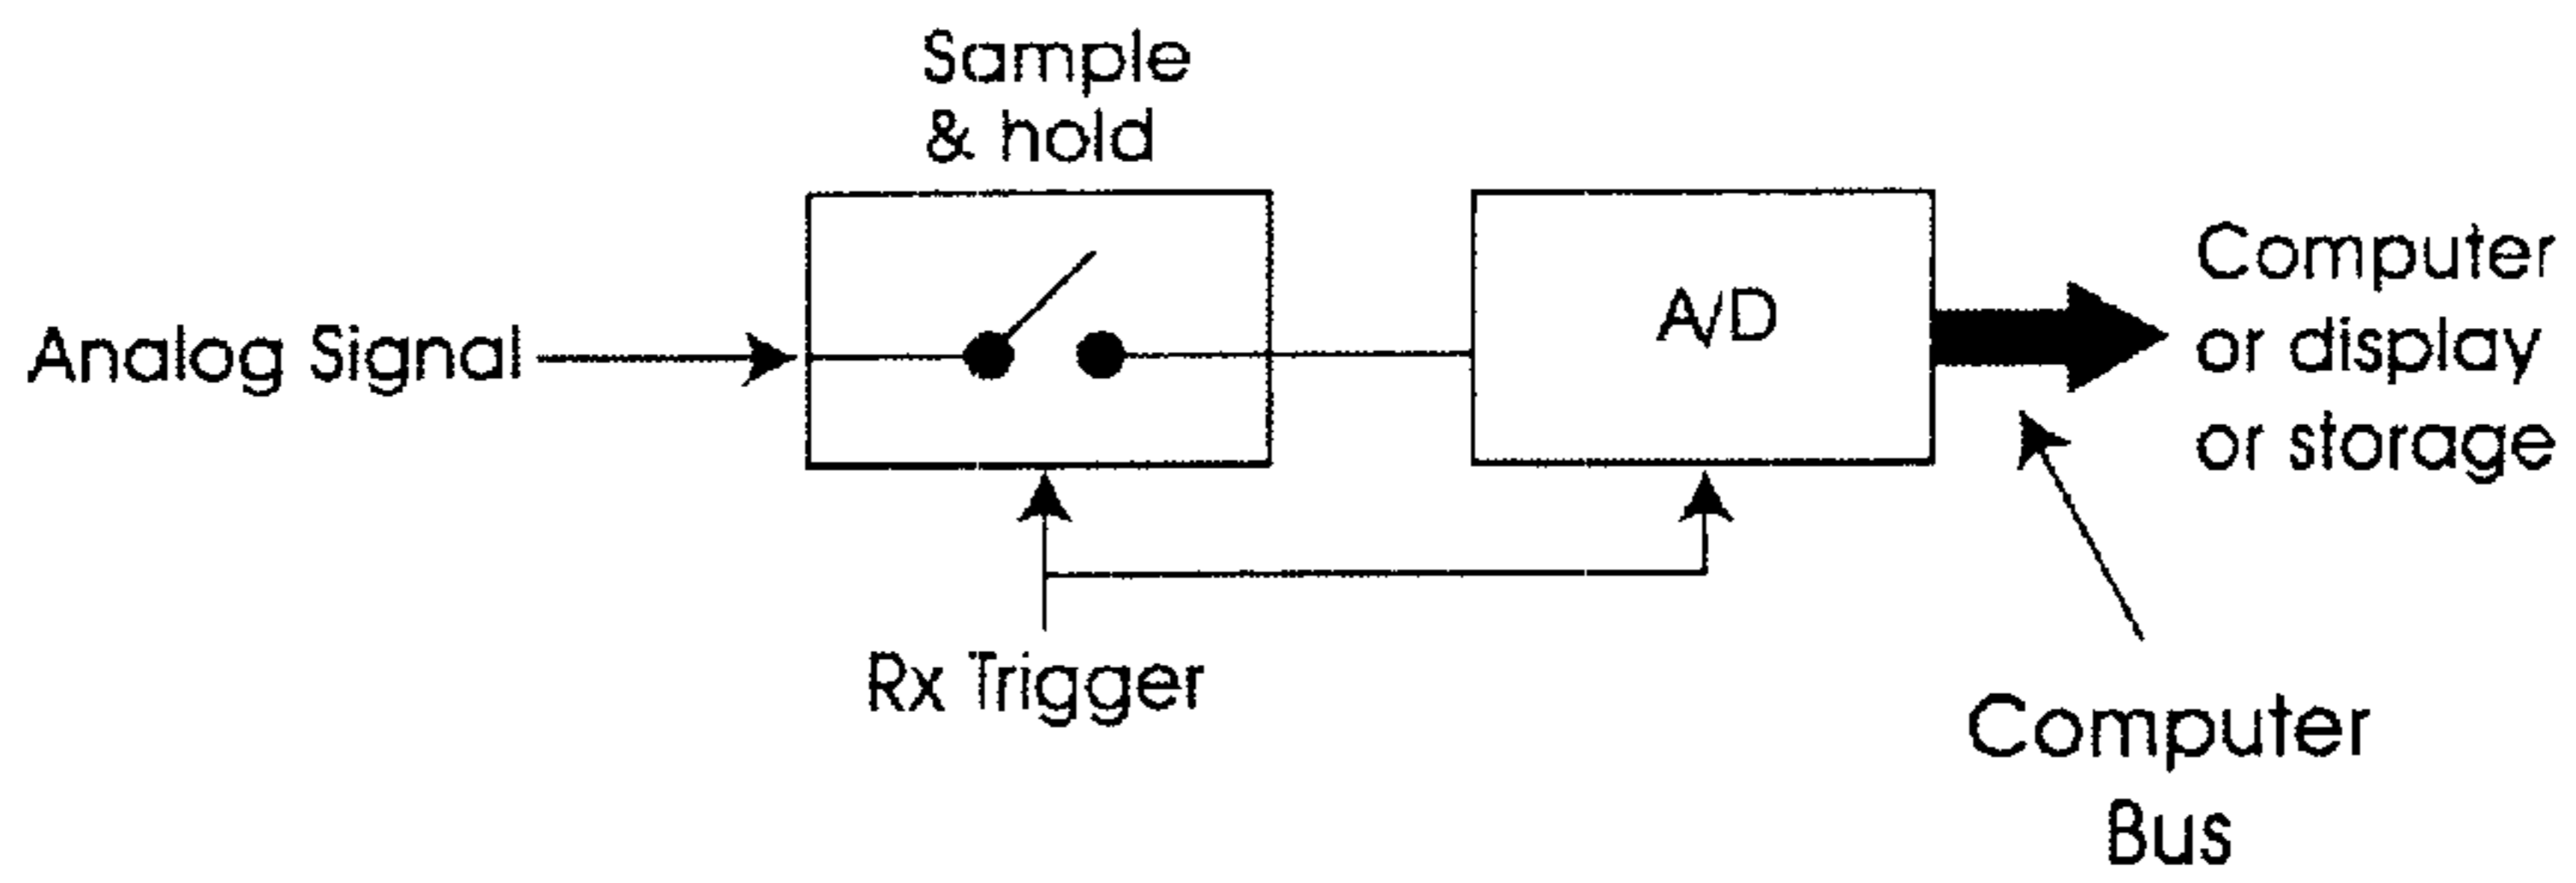 Sample
& hold
Analog Signal
A/D
Computer
or display
or storage
Rx Trigger
Computer
Bus